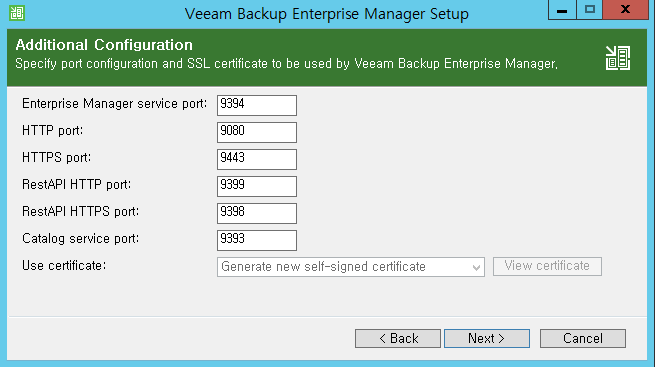 Veeam Backup Enterprise Manager Setup
Additional Configuration
Specify port configuration and SSL certificate to be used by Veeam Backup Enterprise Manager.
Enterprise Manager service port: 9394
HTTP port: 9080
HTTPS port: 9443
RestAPI HTTP port: 9399
RestAPI HTTPS port: 9398
Catalog service port: 9393
Use certificate: Generate new self-signed certificate View certificate
< Back Next > Cancel